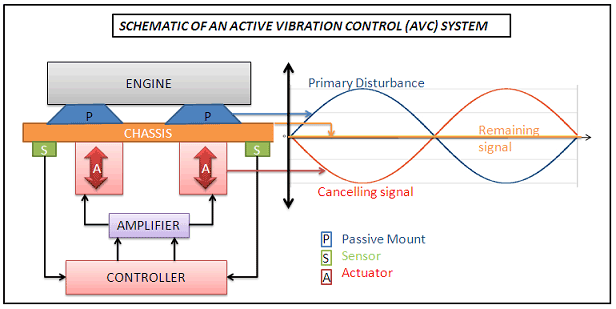 SCHEMATIC OF AN ACTIVE VIBRATION CONTROL (AVC) SYSTEM
ENGINE
P
P
CHASSIS
S
S
A
A
AMPLIFIER
CONTROLLER
Primary Disturbance
Remaining
signal
Cancelling signal
P Passive Mount
S Sensor
A Actuator